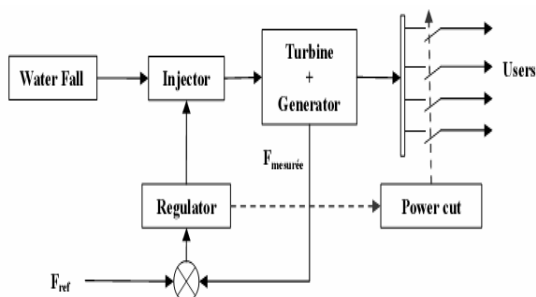 Turbine
+
Generator
Water Fall
Injector
Users
Fmesurée
Regulator
Power cut
Fref